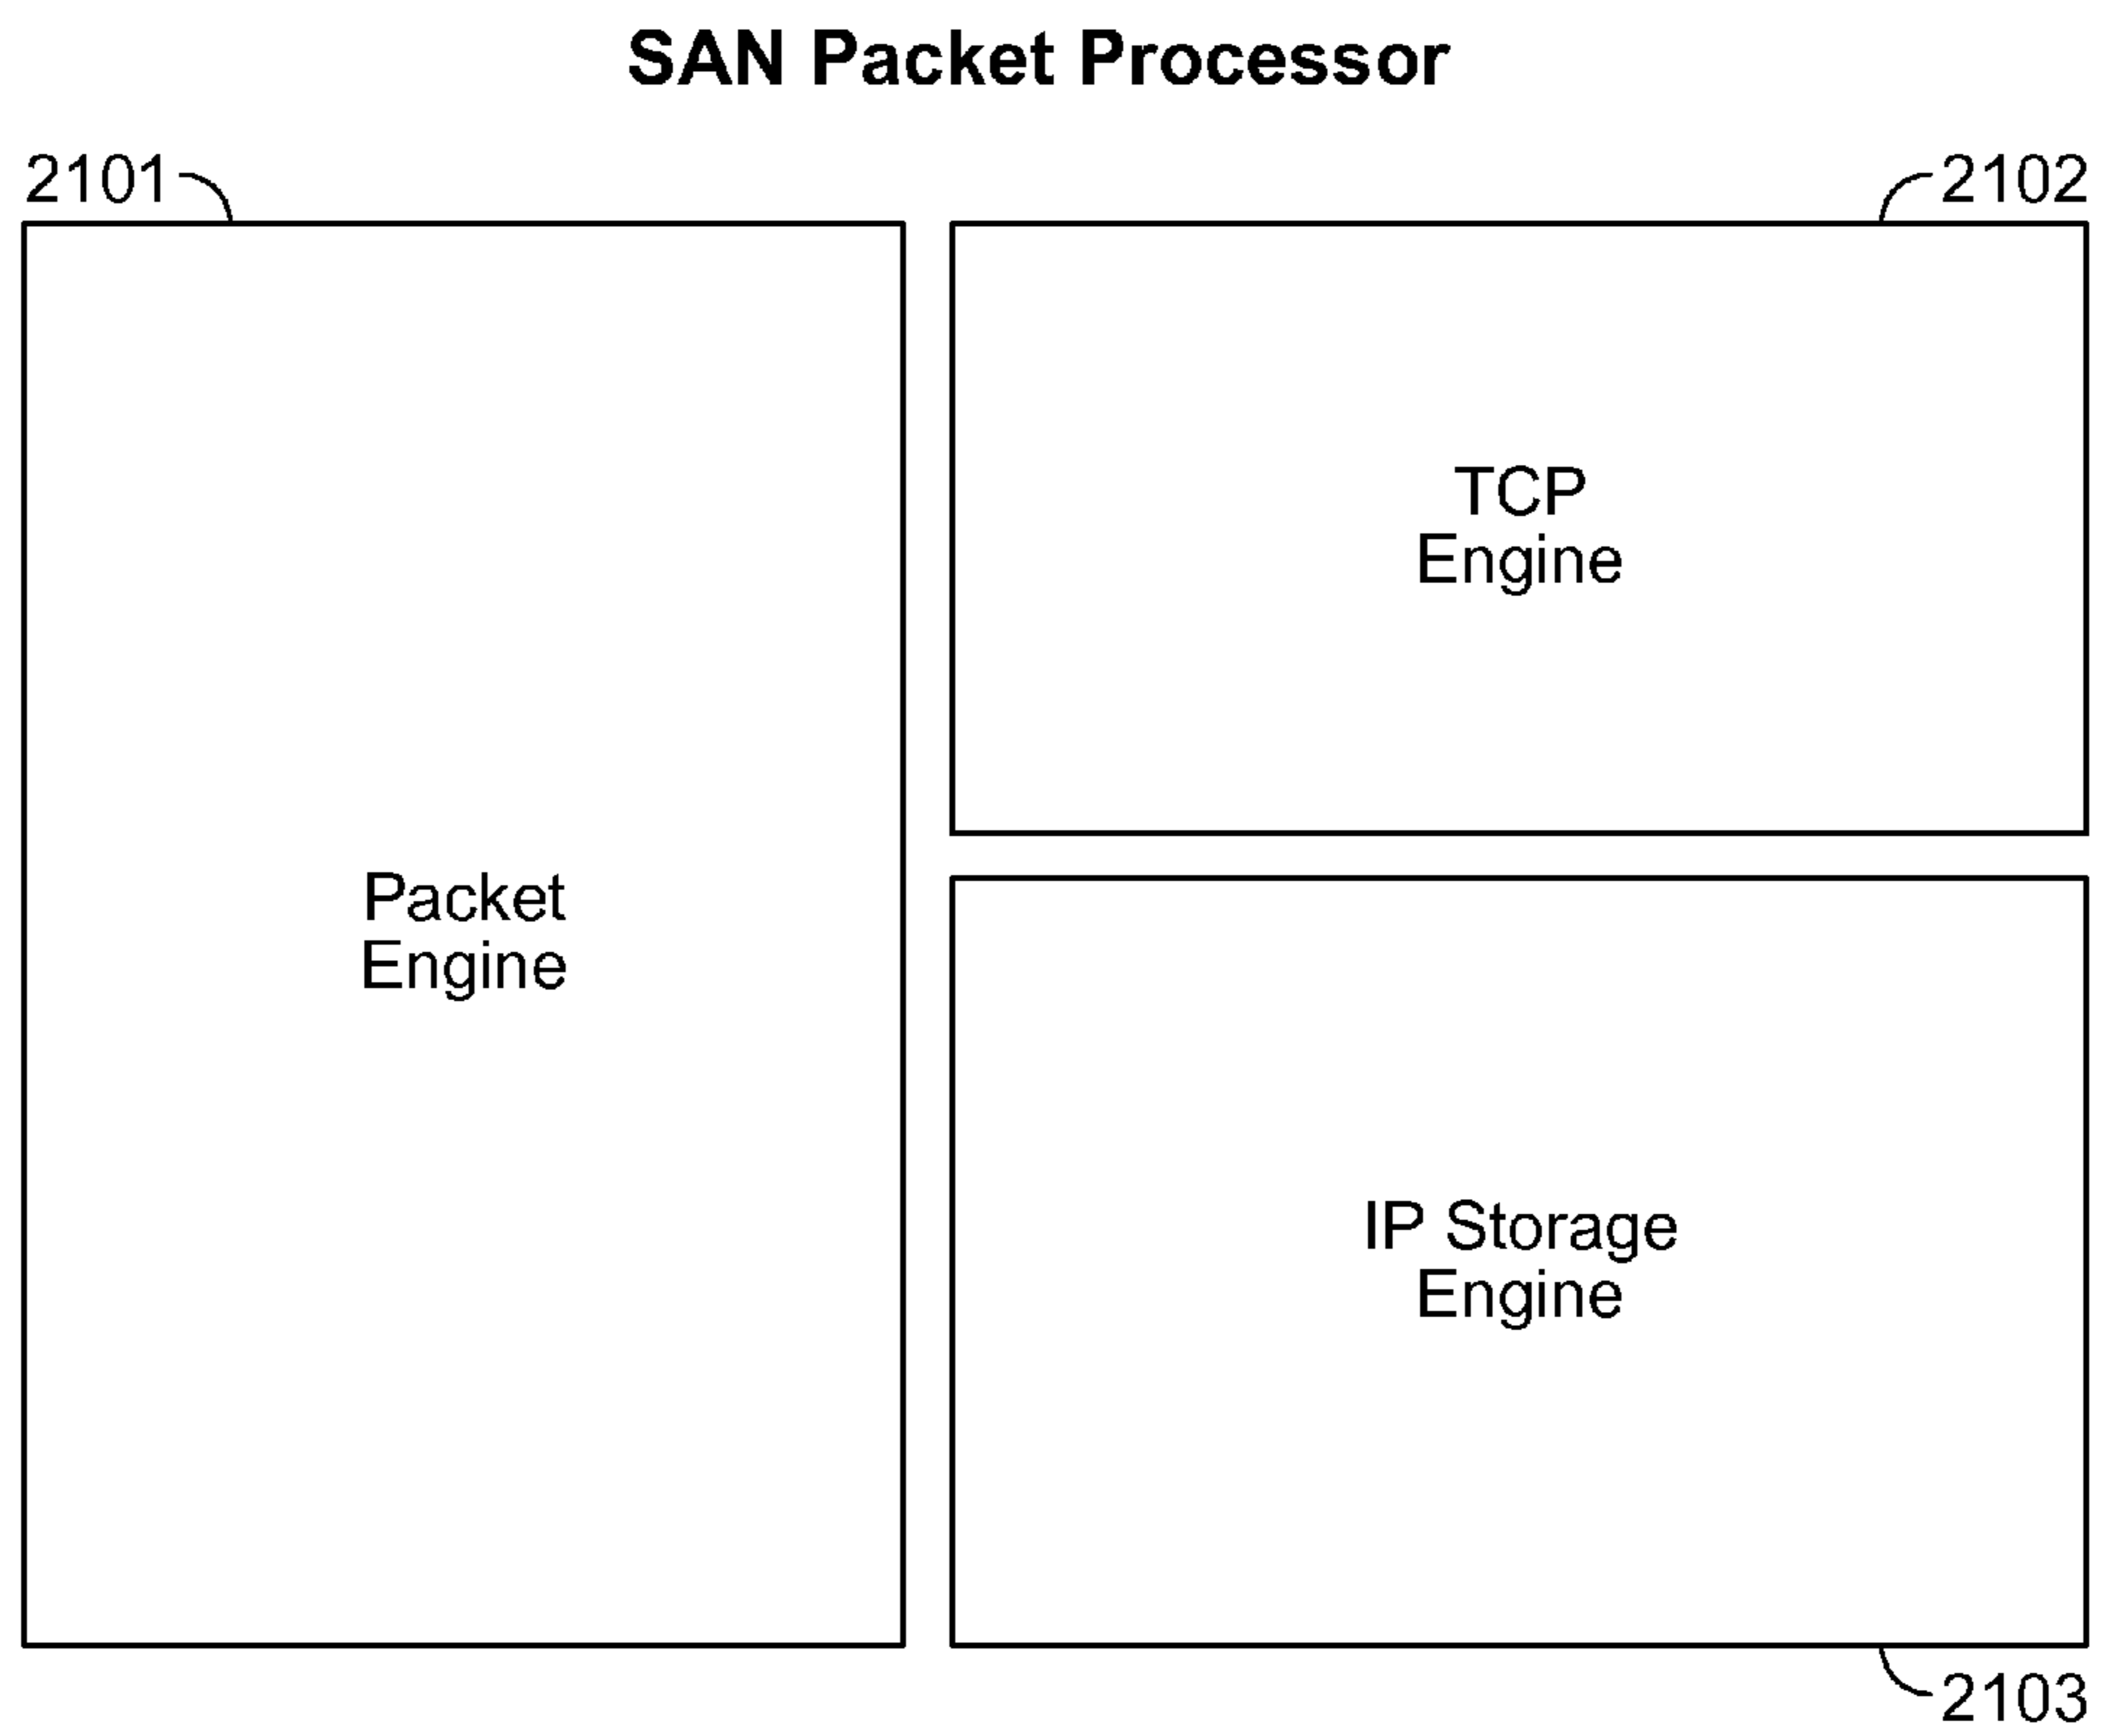 SAN Packet Processor
2101
2102
TCP
Engine
Packet
Engine
IP Storage
Engine
2103